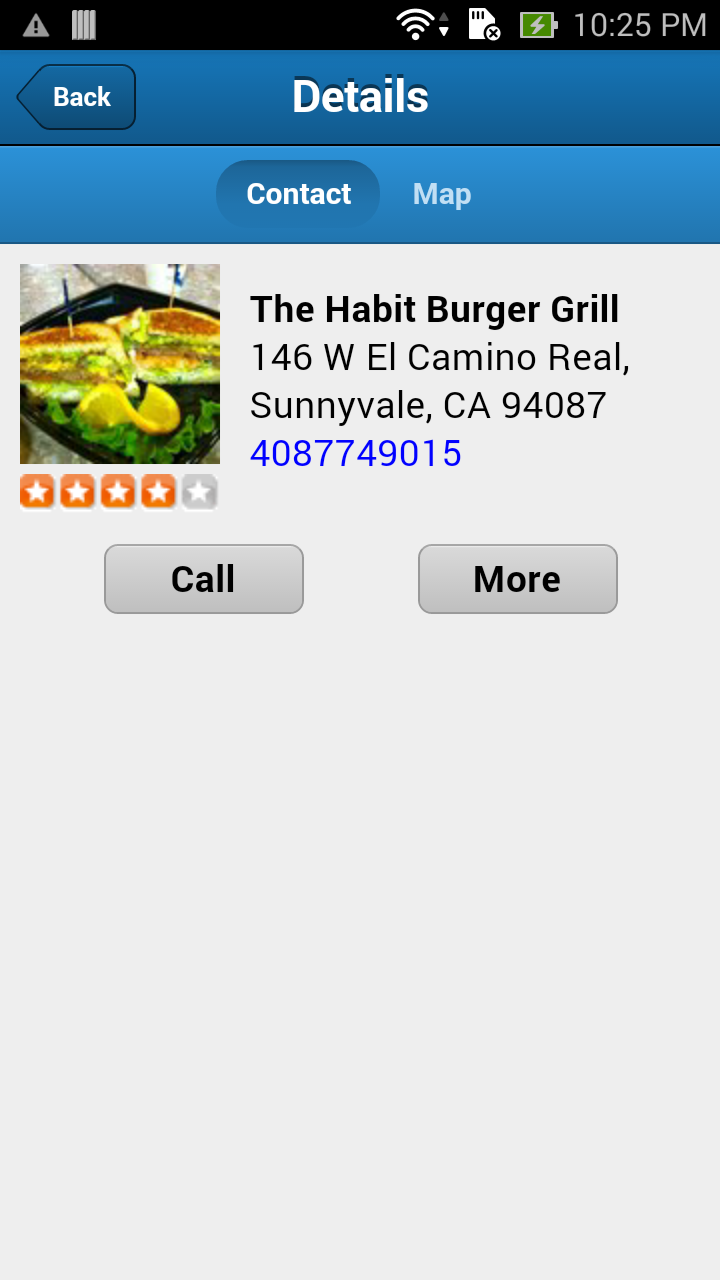 10:25 PM
Back
Details
Contact
Map
The Habit Burger Grill
146 W El Camino Real,
Sunnyvale, CA 94087
4087749015
Call
More